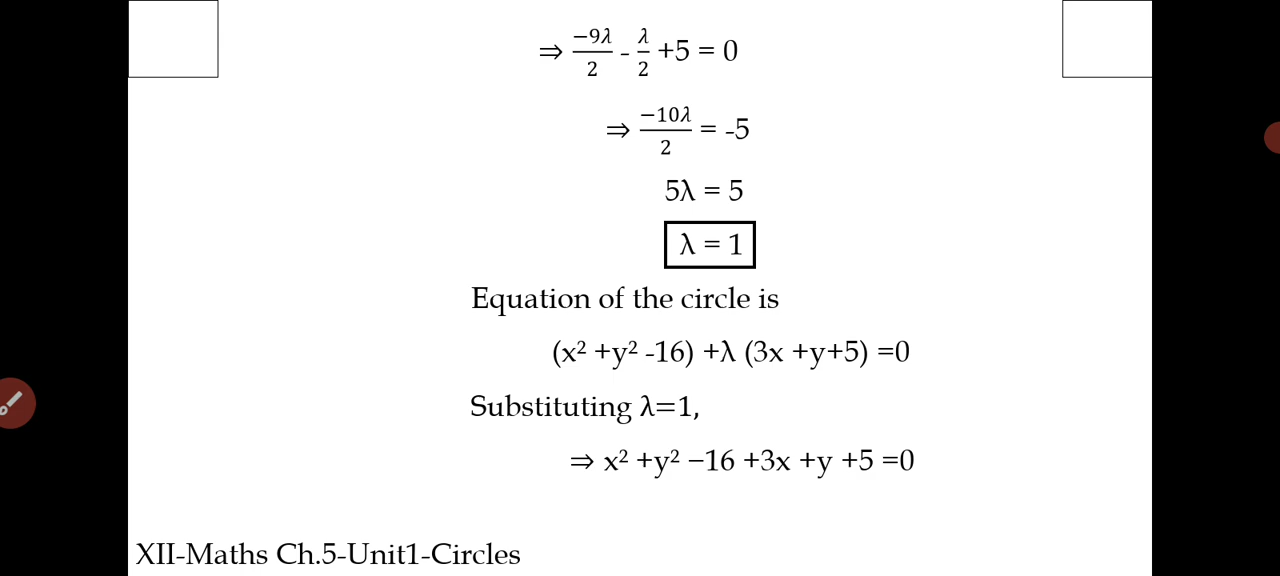 ⇒ −9λ/2 - λ/2 +5 = 0
⇒ −10λ/2 = -5
5λ = 5
λ = 1
Equation of the circle is
(x² +y² -16) +λ (3x +y+5) =0
Substituting λ=1,
⇒ x² +y² −16 +3x +y +5 =0
XII-Maths Ch.5-Unit1-Circles